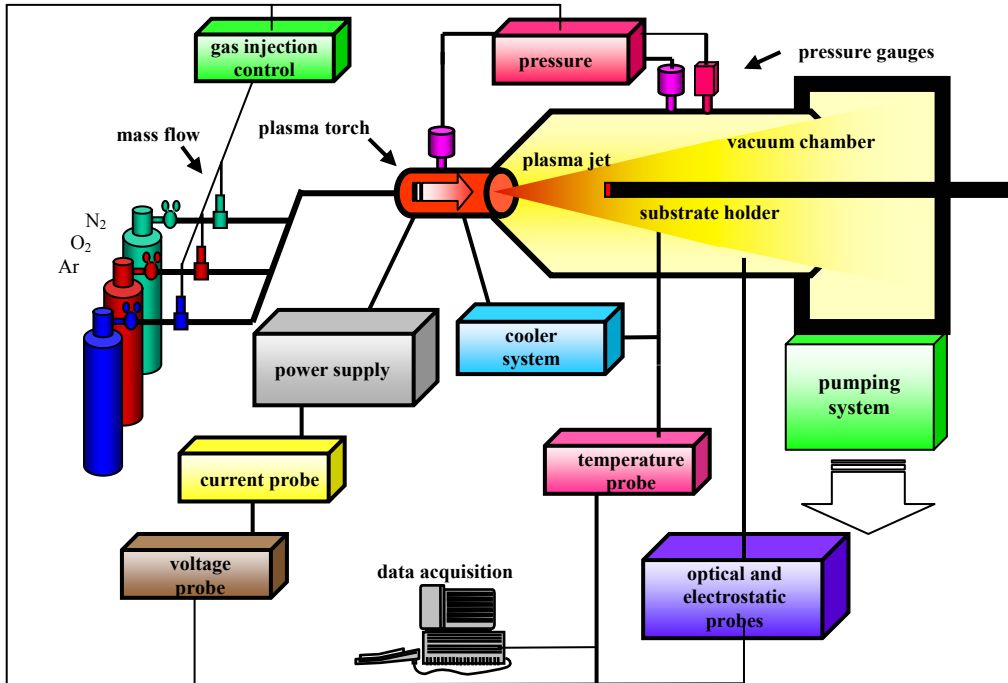 gas injection
control
pressure
pressure gauges
mass flow
plasma torch
plasma jet
vacuum chamber
substrate holder
N₂
O₂
Ar
power supply
cooler
system
pumping
system
current probe
temperature
probe
voltage
probe
data acquisition
optical and
electrostatic
probes